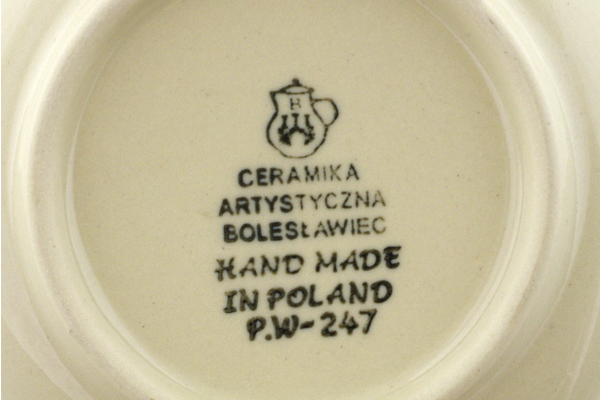 B
CERAMIKA
ARTYSTYCZNA
BOLESŁAWIEC
HAND MADE
IN POLAND
P.W-247